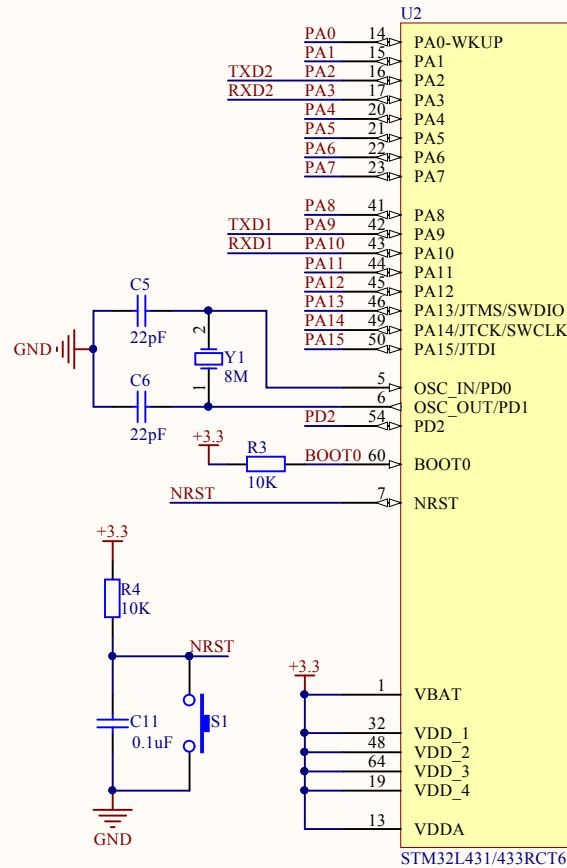 U2
PA0 14 PA0-WKUP
PA1 15 PA1
TXD2 PA2 16 PA2
RXD2 PA3 17 PA3
PA4 20 PA4
PA5 21 PA5
PA6 22 PA6
PA7 23 PA7
PA8 41 PA8
TXD1 PA9 42 PA9
RXD1 PA10 43 PA10
PA11 44 PA11
PA12 45 PA12
PA13 46 PA13/JTMS/SWDIO
PA14 49 PA14/JTCK/SWCLK
PA15 50 PA15/JTDI
C5
22pF
GND
2
Y1
8M
1
C6
22pF
5 OSC_IN/PD0
6 OSC_OUT/PD1
PD2 54 PD2
+3.3
R3
10K
BOOT0 60 BOOT0
NRST 7 NRST
+3.3
R4
10K
NRST
C11
0.1uF
S1
GND
+3.3
1 VBAT
32 VDD_1
48 VDD_2
64 VDD_3
19 VDD_4
13 VDDA
STM32L431/433RCT6